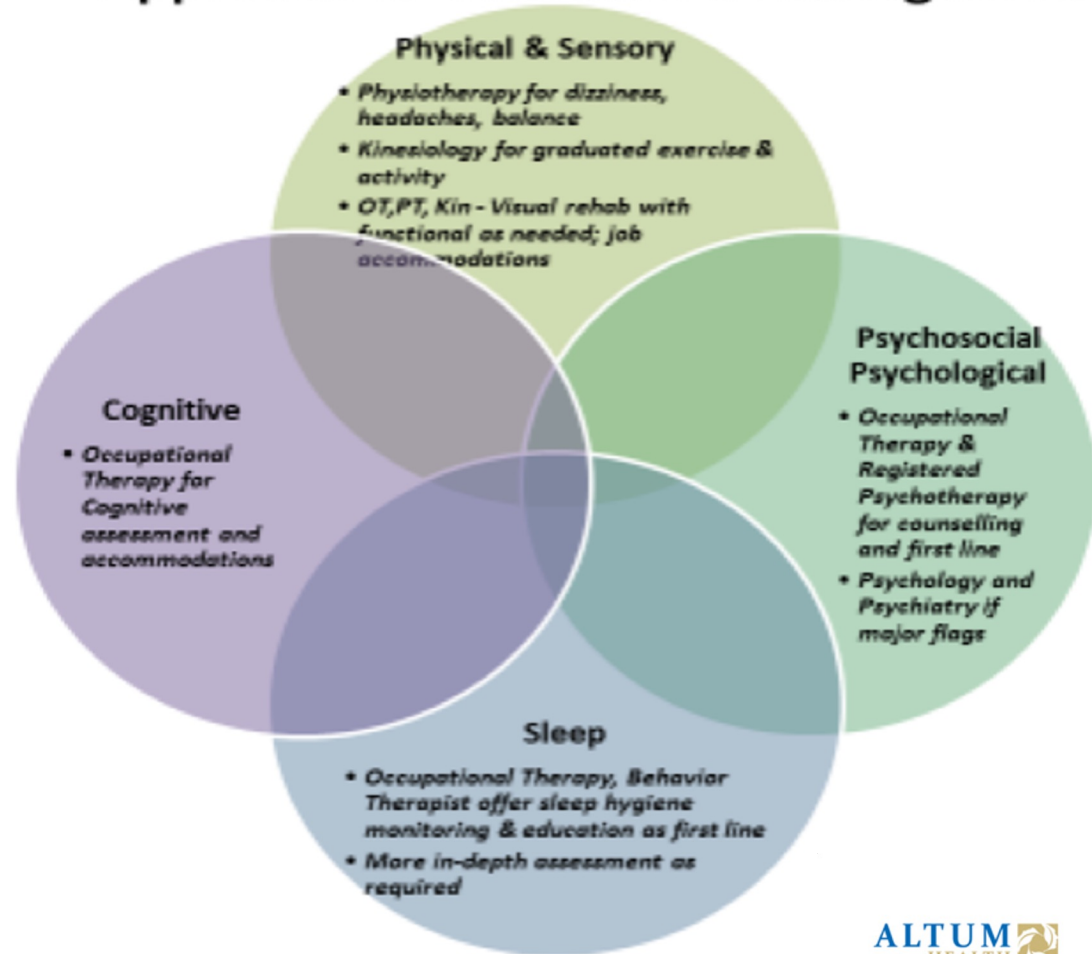 Physical & Sensory
• Physiotherapy for dizziness,
headaches, balance
• Kinesiology for graduated exercise &
activity
• OT,PT, Kin - Visual rehab with
functional as needed; job
accommodations
Psychosocial
Psychological
• Occupational
Therapy &
Registered
Psychotherapy
for counselling
and first line
• Psychology and
Psychiatry if
major flags
Cognitive
• Occupational
Therapy for
Cognitive
assessment and
accommodations
Sleep
• Occupational Therapy, Behavior
Therapist offer sleep hygiene
monitoring & education as first line
• More in-depth assessment as
required
ALTUM
HEALTH